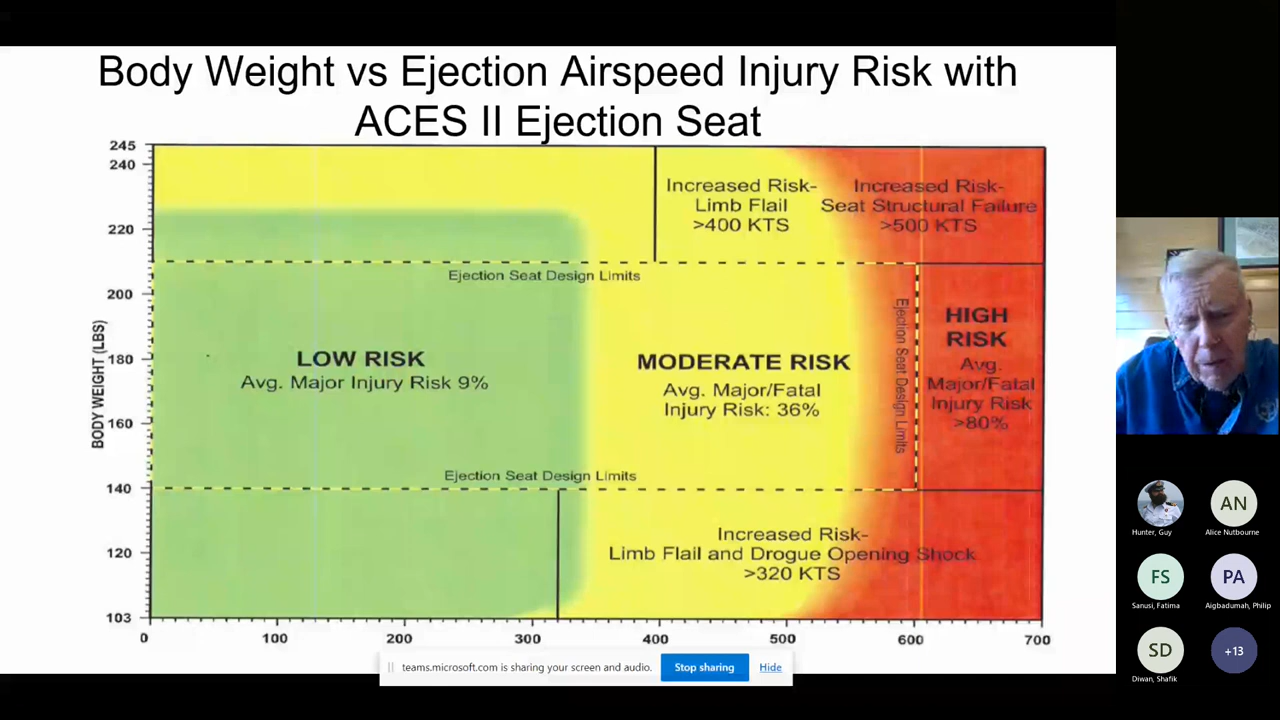 Body Weight vs Ejection Airspeed Injury Risk with
ACES II Ejection Seat
245
240
220
200
180
160
140
120
103
BODY WEIGHT (LBS)
Increased Risk-
Limb Flail
>400 KTS
Increased Risk-
Seat Structural Failure
>500 KTS
Ejection Seat Design Limits
LOW RISK
Avg. Major Injury Risk 9%
MODERATE RISK
Avg. Major/Fatal
Injury Risk: 36%
Ejection Seat Design Limits
HIGH
RISK
Avg.
Major/Fatal
Injury Risk
>80%
Ejection Seat Design Limits
Increased Risk-
Limb Flail and Drogue Opening Shock
>320 KTS
0 100 200 300 400 500 600 700
teams.microsoft.com is sharing your screen and audio. Stop sharing Hide
AN
Hunter, Guy Alice Nutbourne
FS PA
Sanusi, Fatima Aigbadumah, Philip
SD +13
Diwan, Shafik